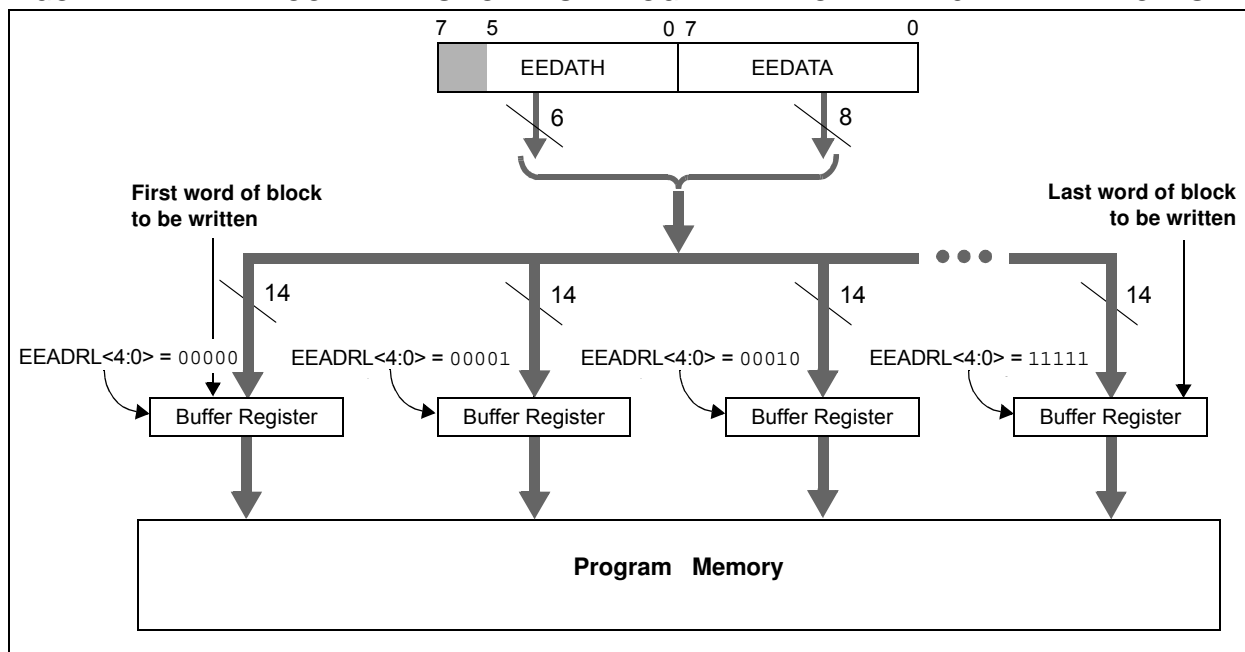 7 5 0 7 0
EEDATH EEDATA
6 8
First word of block
to be written
Last word of block
to be written
14 14 14 14
EEADRL<4:0> = 00000 EEADRL<4:0> = 00001 EEADRL<4:0> = 00010 EEADRL<4:0> = 11111
Buffer Register Buffer Register Buffer Register Buffer Register
Program Memory